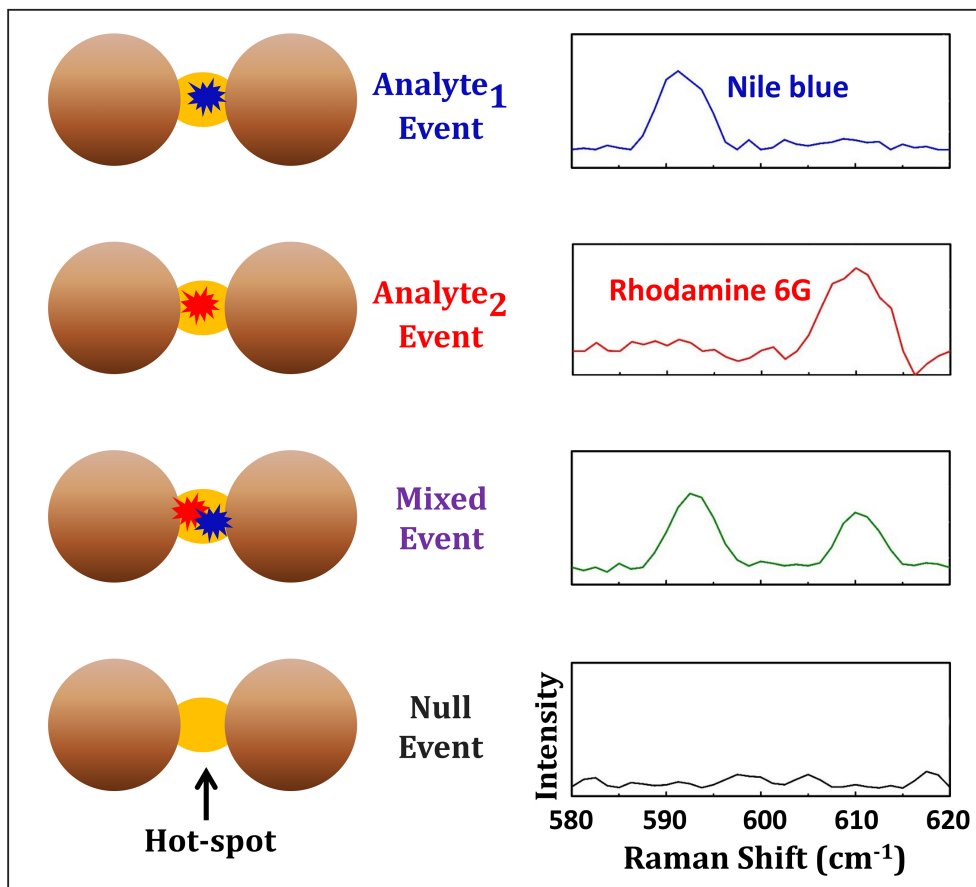 Analyte1
Event
Nile blue
Analyte2
Event
Rhodamine 6G
Mixed
Event
Null
Event
Hot-spot
Intensity
580 590 600 610 620
Raman Shift (cm-1)